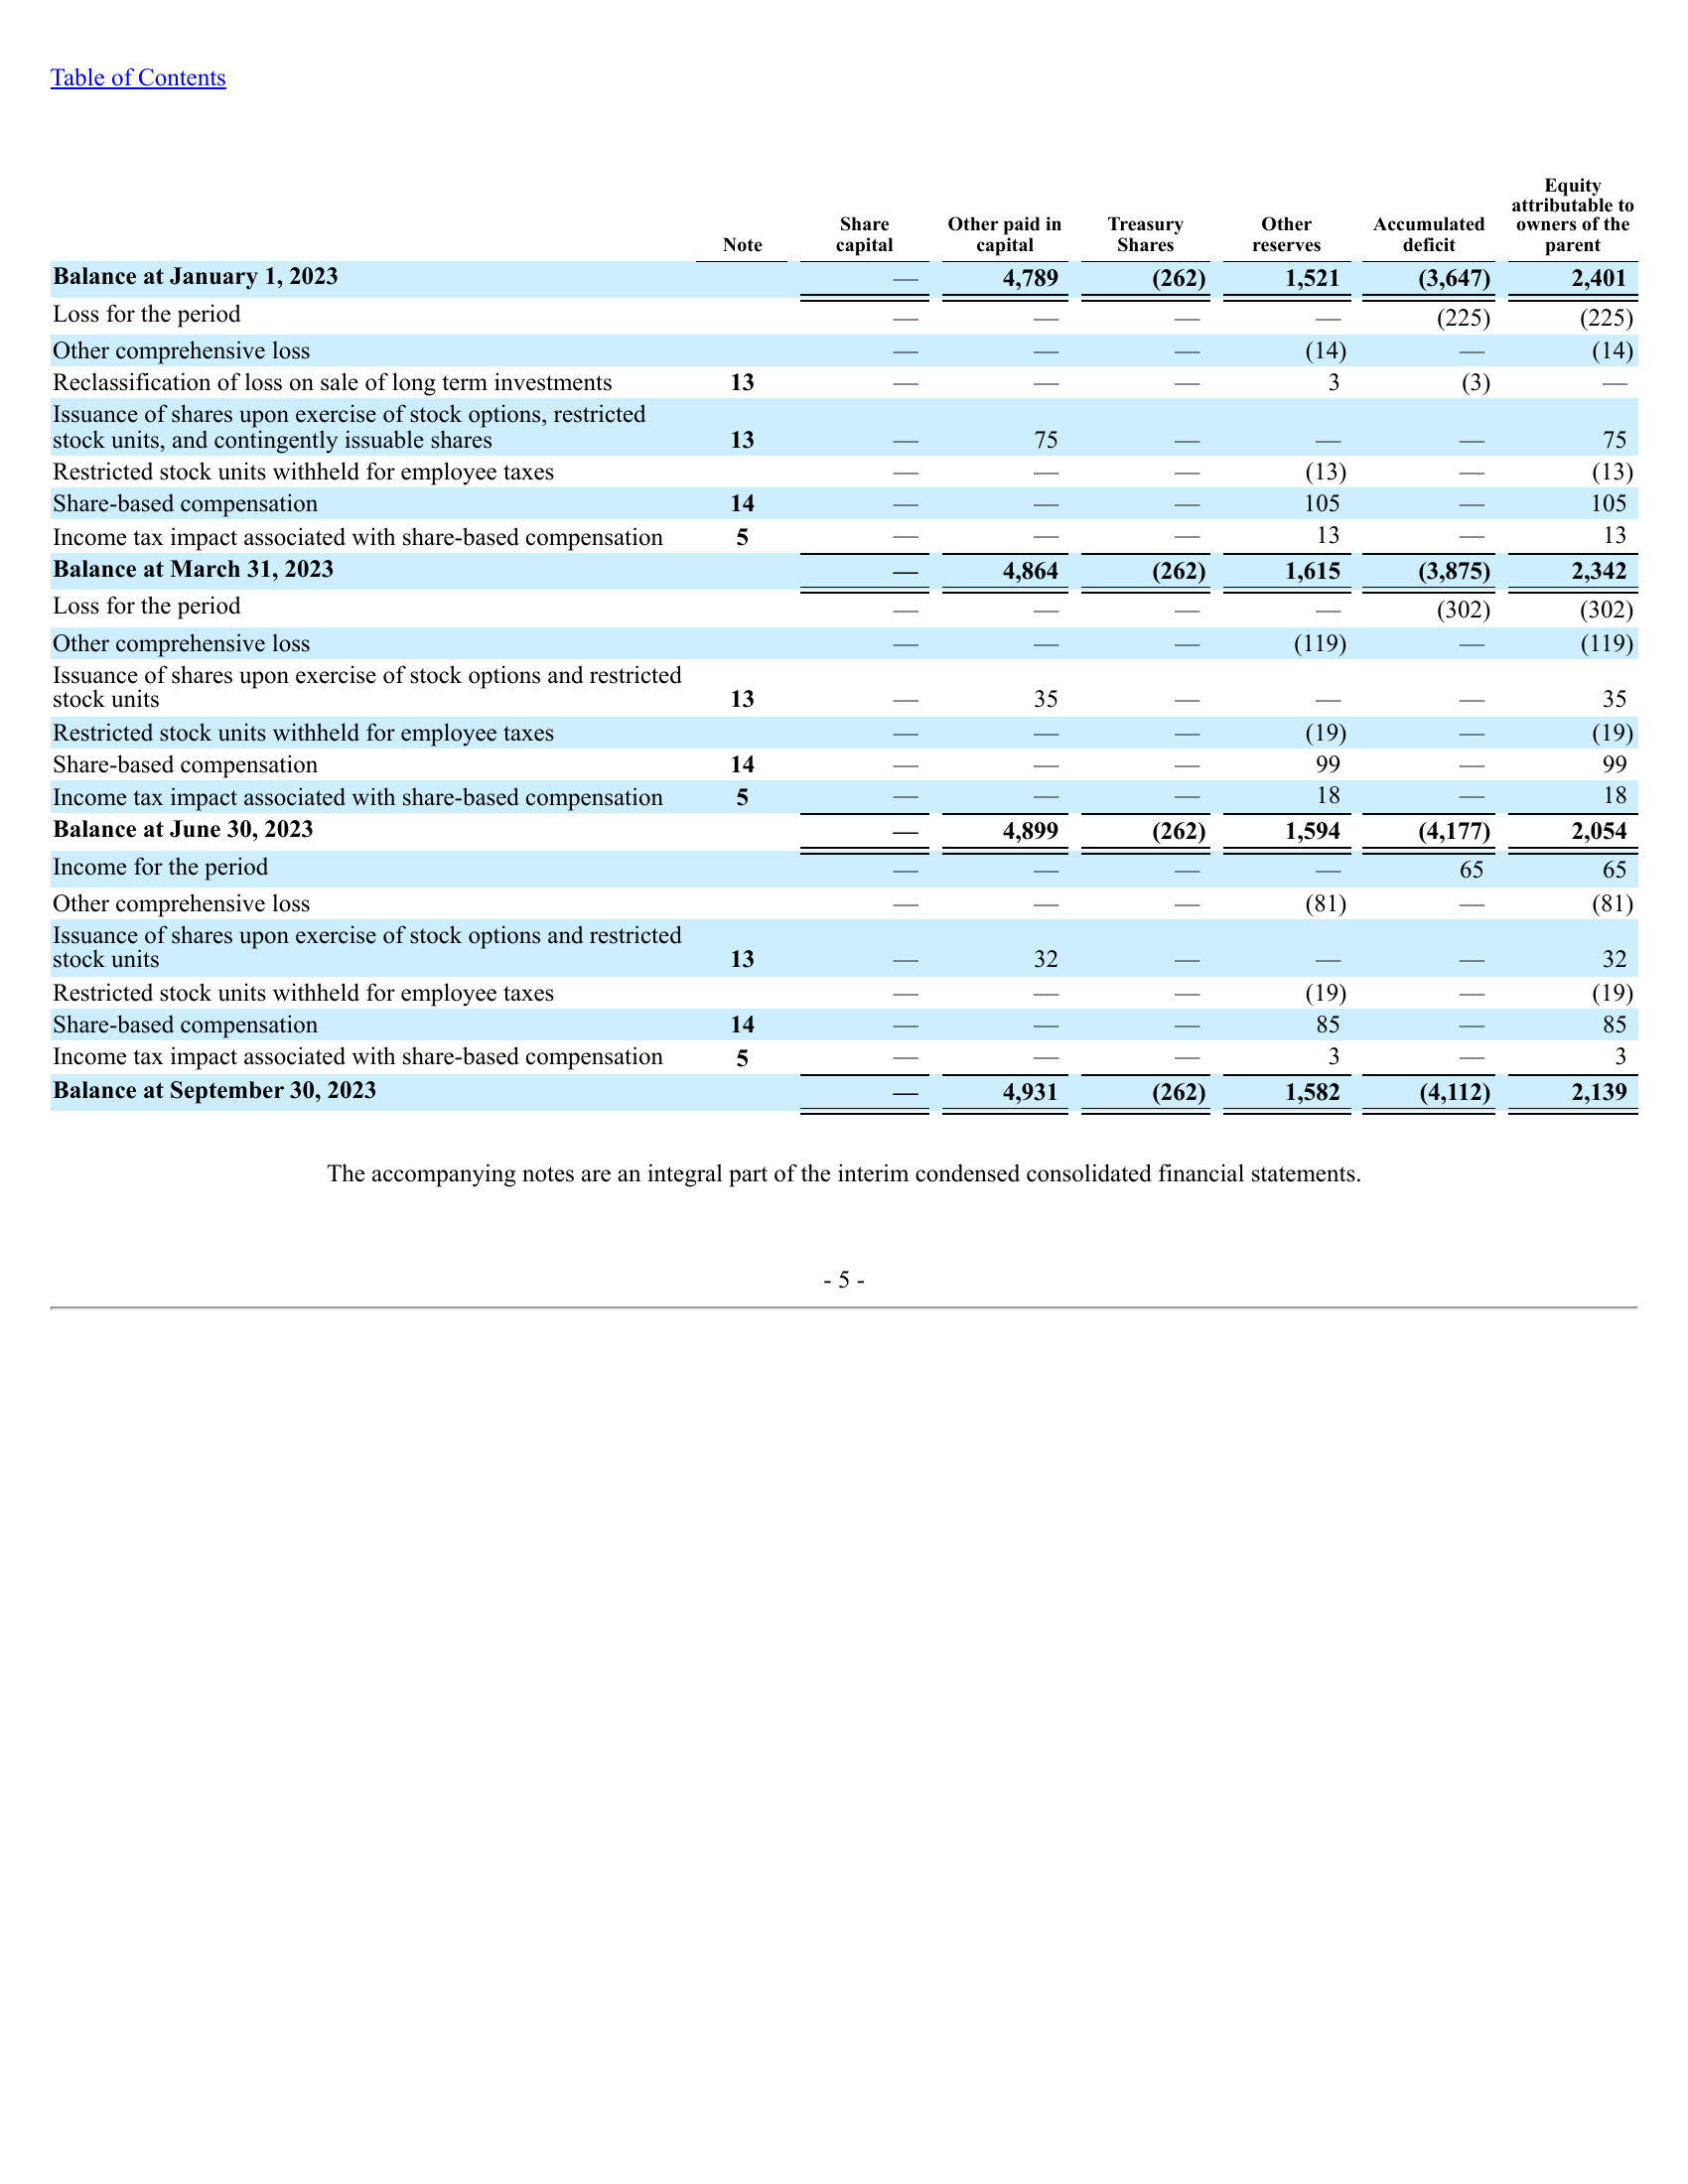 Table of Contents
Note Share capital Other paid in capital Treasury Shares Other reserves Accumulated deficit Equity attributable to owners of the parent
Balance at January 1, 2023 — 4,789 (262) 1,521 (3,647) 2,401
Loss for the period — — — — (225) (225)
Other comprehensive loss — — — (14) — (14)
Reclassification of loss on sale of long term investments 13 — — — 3 (3) —
Issuance of shares upon exercise of stock options, restricted
stock units, and contingently issuable shares 13 — 75 — — — 75
Restricted stock units withheld for employee taxes — — — (13) — (13)
Share-based compensation 14 — — — 105 — 105
Income tax impact associated with share-based compensation 5 — — — 13 — 13
Balance at March 31, 2023 — 4,864 (262) 1,615 (3,875) 2,342
Loss for the period — — — — (302) (302)
Other comprehensive loss — — — (119) — (119)
Issuance of shares upon exercise of stock options and restricted
stock units 13 — 35 — — — 35
Restricted stock units withheld for employee taxes — — — (19) — (19)
Share-based compensation 14 — — — 99 — 99
Income tax impact associated with share-based compensation 5 — — — 18 — 18
Balance at June 30, 2023 — 4,899 (262) 1,594 (4,177) 2,054
Income for the period — — — — 65 65
Other comprehensive loss — — — (81) — (81)
Issuance of shares upon exercise of stock options and restricted
stock units 13 — 32 — — — 32
Restricted stock units withheld for employee taxes — — — (19) — (19)
Share-based compensation 14 — — — 85 — 85
Income tax impact associated with share-based compensation 5 — — — 3 — 3
Balance at September 30, 2023 — 4,931 (262) 1,582 (4,112) 2,139
The accompanying notes are an integral part of the interim condensed consolidated financial statements.
- 5 -